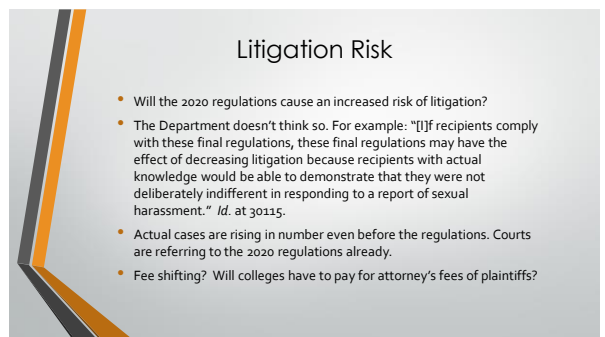 Litigation Risk
• Will the 2020 regulations cause an increased risk of litigation?
• The Department doesn't think so. For example: “[I]f recipients comply
with these final regulations, these final regulations may have the
effect of decreasing litigation because recipients with actual
knowledge would be able to demonstrate that they were not
deliberately indifferent in responding to a report of sexual
harassment.” Id. at 30115.
• Actual cases are rising in number even before the regulations. Courts
are referring to the 2020 regulations already.
• Fee shifting? Will colleges have to pay for attorney's fees of plaintiffs?